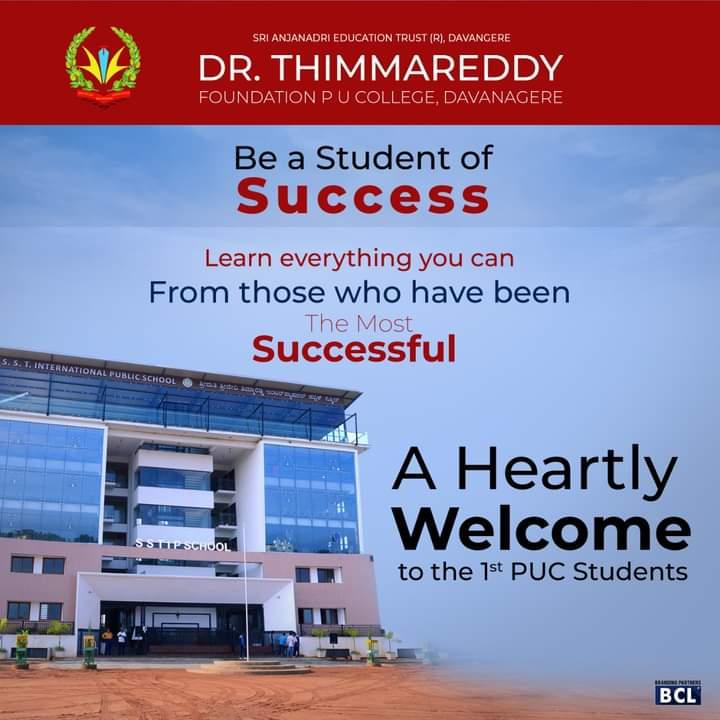 SRI ANJANADRI EDUCATION TRUST (R), DAVANGERE
DR. THIMMAREDDY
FOUNDATION P U COLLEGE, DAVANAGERE
Be a Student of
Success
Learn everything you can
From those who have been
The Most
Successful
S. S. T. INTERNATIONAL PUBLIC SCHOOL
S S T I P SCHOOL
A Heartly
Welcome
to the 1st PUC Students
BRANDING PARTNERS
BCL